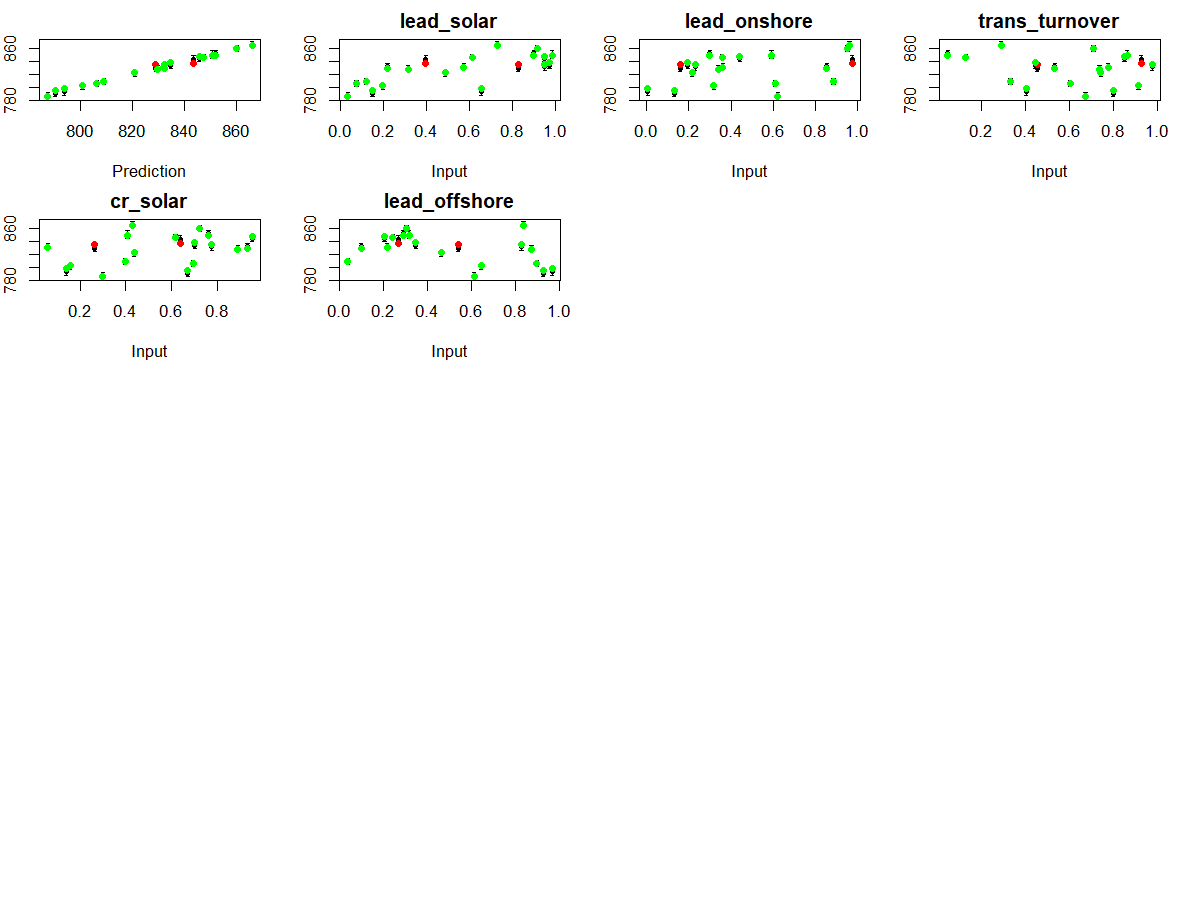 lead_solar lead_onshore trans_turnover
860 860 860 860
780 780 780 780
800 820 840 860 0.0 0.2 0.4 0.6 0.8 1.0 0.0 0.2 0.4 0.6 0.8 1.0 0.2 0.4 0.6 0.8 1.0
Prediction Input Input Input
cr_solar lead_offshore
860 860
780 780
0.2 0.4 0.6 0.8 0.0 0.2 0.4 0.6 0.8 1.0
Input Input